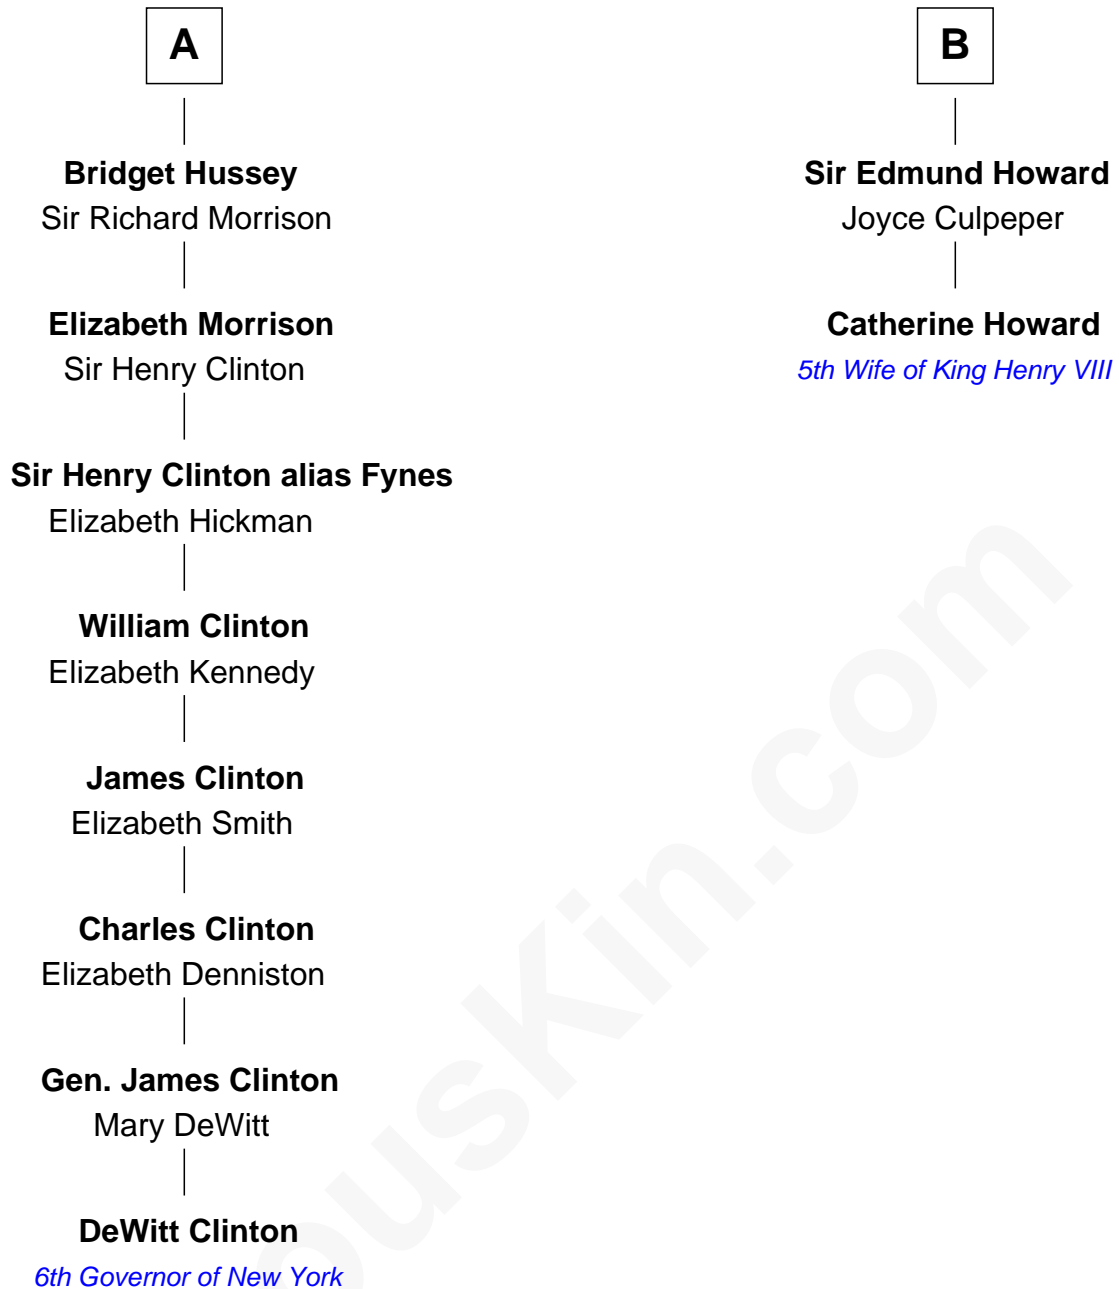 A
Bridget Hussey
Sir Richard Morrison
Elizabeth Morrison
Sir Henry Clinton
Sir Henry Clinton alias Fynes
Elizabeth Hickman
William Clinton
Elizabeth Kennedy
James Clinton
Elizabeth Smith
Charles Clinton
Elizabeth Denniston
Gen. James Clinton
Mary DeWitt
DeWitt Clinton
6th Governor of New York
B
Sir Edmund Howard
Joyce Culpeper
Catherine Howard
5th Wife of King Henry VIII
ousKin.com